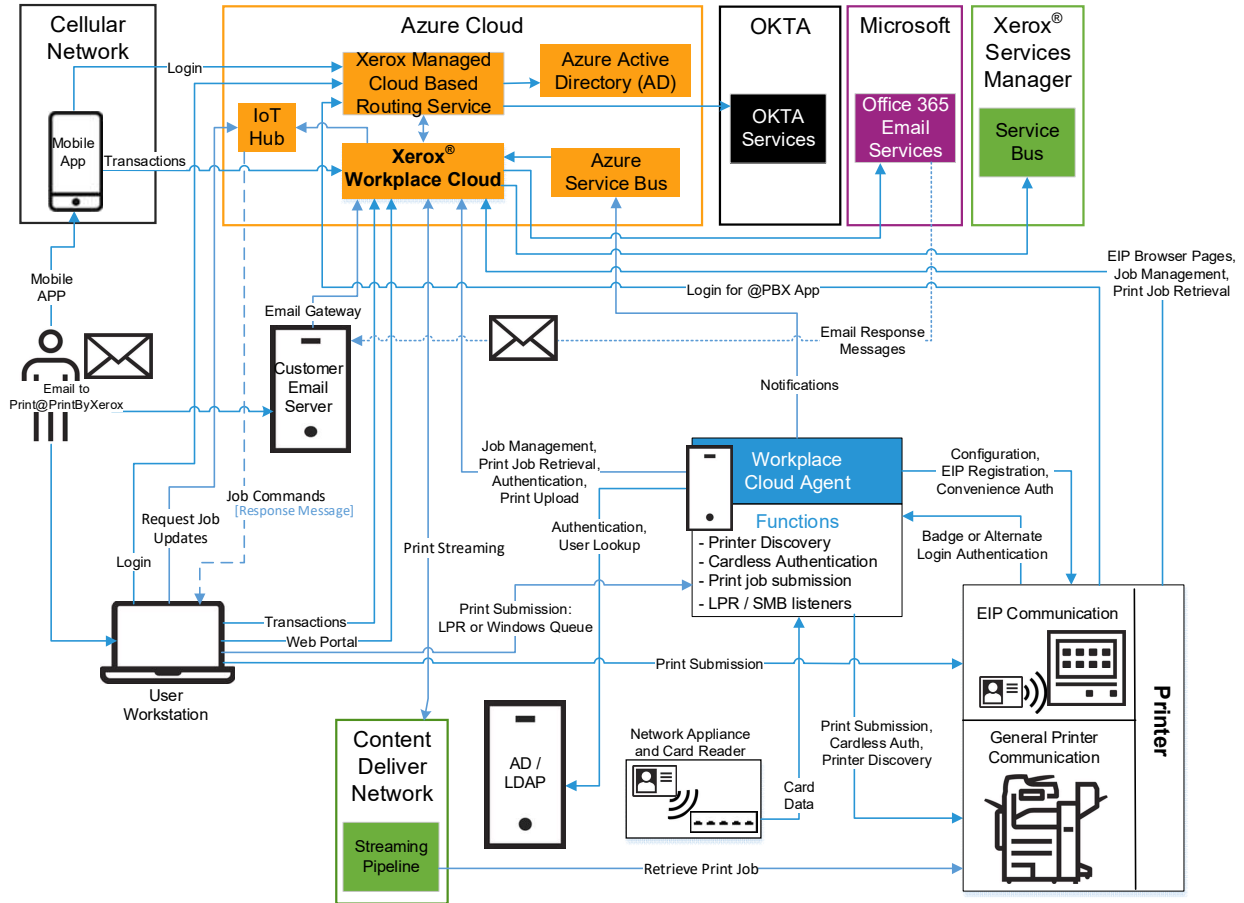 Cellular
Network
Azure Cloud
OKTA
Microsoft
Xerox®
Services
Manager
Login
Xerox Managed
Cloud Based
Routing Service
Azure Active
Directory (AD)
IoT
Hub
Mobile
App
OKTA
Services
Office 365
Email
Services
Service
Bus
Transactions
Xerox®
Workplace Cloud
Azure
Service Bus
Mobile
APP
EIP Browser Pages,
Job Management,
Print Job Retrieval
Login for @PBX App
Email Gateway
Email Response
Messages
Customer
Email
Server
Email to
Print@PrintByXerox
Notifications
Job Management,
Print Job Retrieval,
Authentication,
Print Upload
Workplace
Cloud Agent
Configuration,
EIP Registration,
Convenience Auth
Job Commands
[Response Message]
Request Job
Updates
Login
Print Streaming
Authentication,
User Lookup
Functions
- Printer Discovery
- Cardless Authentication
- Print job submission
- LPR / SMB listeners
Badge or Alternate
Login Authentication
Transactions
Web Portal
Print Submission:
LPR or Windows Queue
EIP Communication
Print Submission
User
Workstation
Printer
Content
Deliver
Network
AD /
LDAP
Network Appliance
and Card Reader
Card
Data
Print Submission,
Cardless Auth,
Printer Discovery
General Printer
Communication
Streaming
Pipeline
Retrieve Print Job